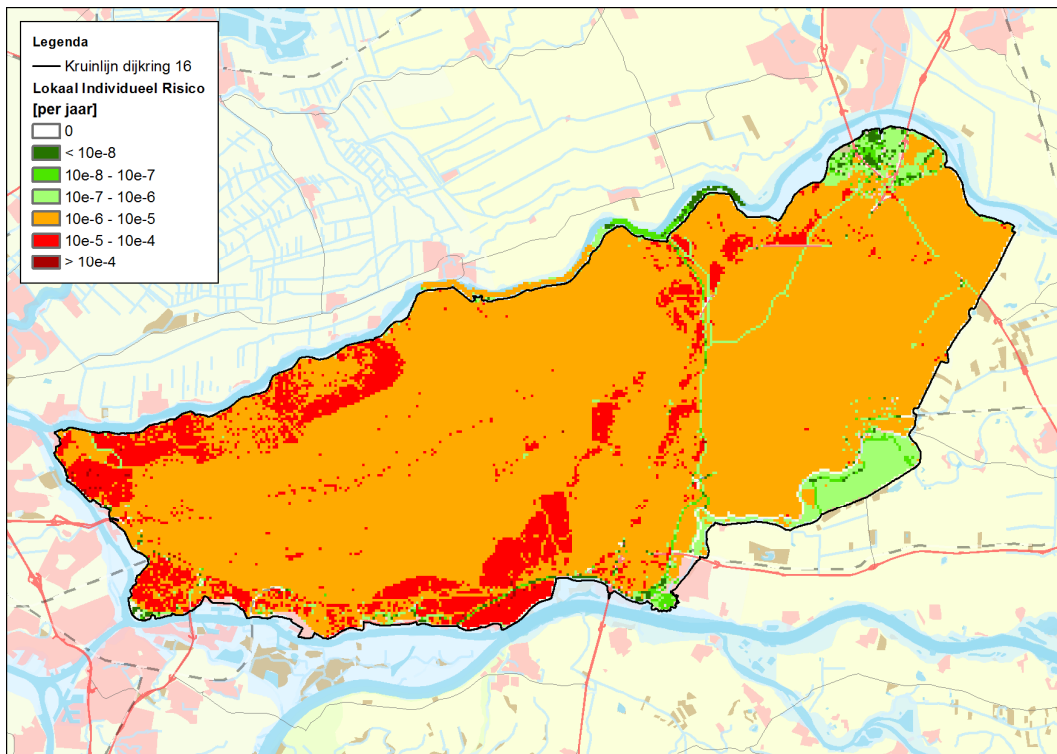 Legenda
Kruinlijn dijkring 16
Lokaal Individueel Risico
[per jaar]
0
< 10e-8
10e-8 - 10e-7
10e-7 - 10e-6
10e-6 - 10e-5
10e-5 - 10e-4
> 10e-4